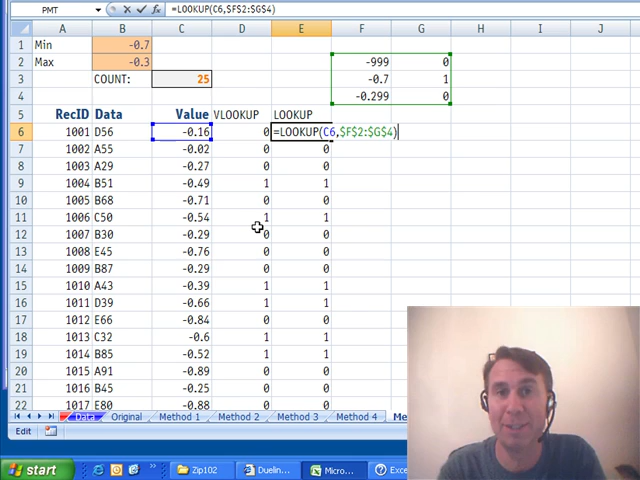 PMT =LOOKUP(C6,$F$2:$G$4)
A B C D E F G H I J
1 Min -0.7
2 Max -0.3 -999 0
3 COUNT: 25 -0.7 1
4 -0.299 0
5 RecID Data Value VLOOKUP LOOKUP
6 1001 D56 -0.16 0 =LOOKUP(C6,$F$2:$G$4)
7 1002 A55 -0.02 0 0
8 1003 A29 -0.27 0 0
9 1004 B51 -0.49 1 1
10 1005 B68 -0.71 0 0
11 1006 C50 -0.54 1 1
12 1007 B30 -0.29 0 0
13 1008 E45 -0.76 0 0
14 1009 B87 -0.29 0 0
15 1010 A43 -0.39 1 1
16 1011 D39 -0.66 1 1
17 1012 E66 -0.84 0 0
18 1013 C32 -0.6 1 1
19 1014 B85 -0.52 1 1
20 1015 A91 -0.89 0 0
21 1016 B45 -0.25 0 0
22 1017 E80 -0.88 0 0
Data Original Method 1 Method 2 Method 3 Method 4
Edit
start Zip102 Duelin... Micro... Exce